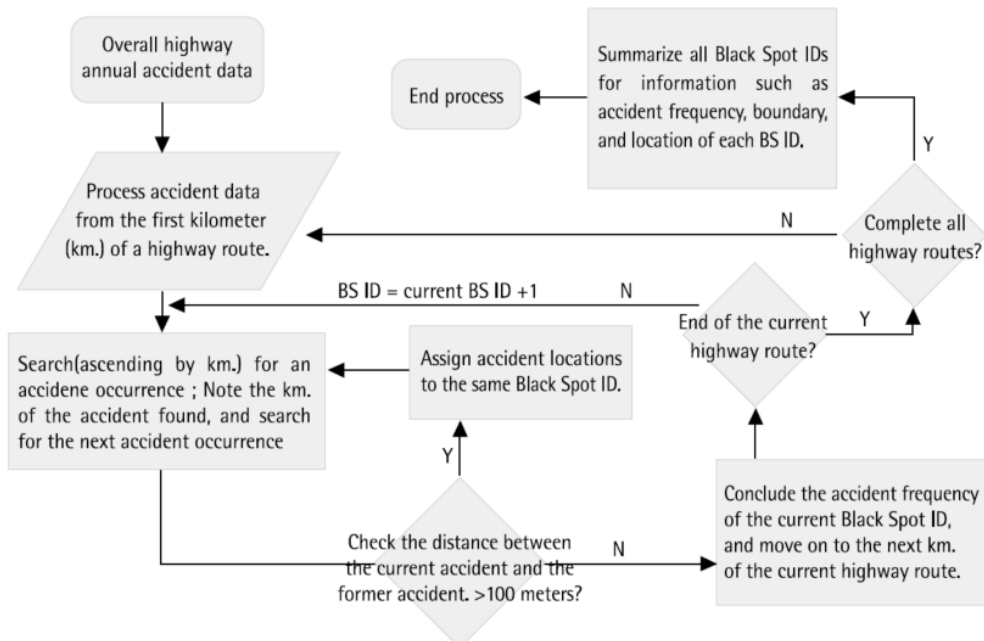 Overall highway
annual accident data
Process accident data
from the first kilometer
(km.) of a highway route.
Search(ascending by km.) for an
accidene occurrence ; Note the km.
of the accident found, and search
for the next accident occurrence
Check the distance between
the current accident and the
former accident. >100 meters?
Y
Assign accident locations
to the same Black Spot ID.
N
Conclude the accident frequency
of the current Black Spot ID,
and move on to the next km.
of the current highway route.
End of the current
highway route?
N
BS ID = current BS ID +1
Y
Complete all
highway routes?
N
Y
Summarize all Black Spot IDs
for information such as
accident frequency, boundary,
and location of each BS ID.
End process